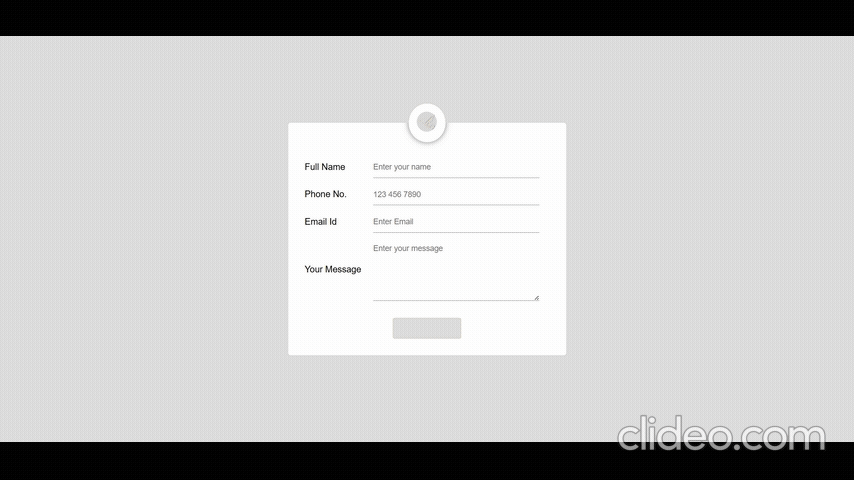 Full Name Enter your name
Phone No. 123 456 7890
Email Id Enter Email
Enter your message
Your Message
clideo.com